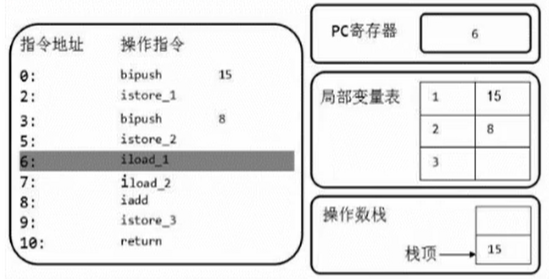 指令地址 操作指令
0: bipush 15
2: istore_1
3: bipush 8
5: istore_2
6: iload_1
7: iload_2
8: iadd
9: istore_3
10: return
PC寄存器 6
局部变量表
1 15
2 8
3
操作数栈
栈顶 15